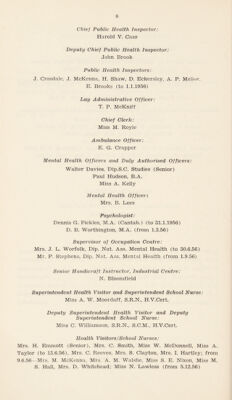 8
Chief Public Health Inspector:
Harold V. Cass
Deputy Chief Public Health Inspector:
John Brook
Public Health Inspectors:
J. Crosdale, J. McKenna, H. Shaw, D. Eckersley, A. P. Mellor,
E. Brooks (to 1.1.1956)
Lay Administrative Officer:
T. P. McKniff
Chief Clerk:
Miss M. Royle
Ambulance Officer:
E. G. Crapper
Mental Health Officers and Duly Authorised Officers:
Walter Davies, Dip.S.C. Studies (Senior)
Paul Hudson, B.A.
Miss A. Kelly
Mental Health Officer:
Mrs. B. Lees
Psychologist:
Dennis G. Pickles, M.A. (Cantab.) (to 31.1.1956)
D. B. Worthington, M.A. (from 1.3.56)
Supervisor of Occupation Centre:
Mrs. J. L. Worfolk, Dip. Nat. Ass. Mental Health (to 30.6.56)
Mr. P. Stephens, Dip. Nat. Ass. Mental Health (from 1.9.56)
Senior Handicraft Instructor, Industrial Centre:
N. Bloomfield
Superintendent Health Visitor and Superintendent School Nurse:
Miss A. W. Moordaff, S.R.N., H.V.Cert.
Deputy Superintendent Health Visitor and Deputy
Superintendent School Nurse:
Miss C. Williamson, S.R.N., S.C.M., H.V.Cert.
Health Visitors/School Nurses:
Mrs. H. Emmott (Senior), Mrs. C. Smith, Miss W. McDonnell, Miss A.
Taylor (to 15.6.56), Mrs. C. Reeves, Mrs. S. Clayton, Mrs. I. Hartley; from
9.6.56—Mrs. M. McKenna, Mrs. A. M. Walsh, Miss S. E. Nixon, Miss M.
S. Hall, Mrs. D. Whitehead; Miss N. Lawless (from 3.12.56)